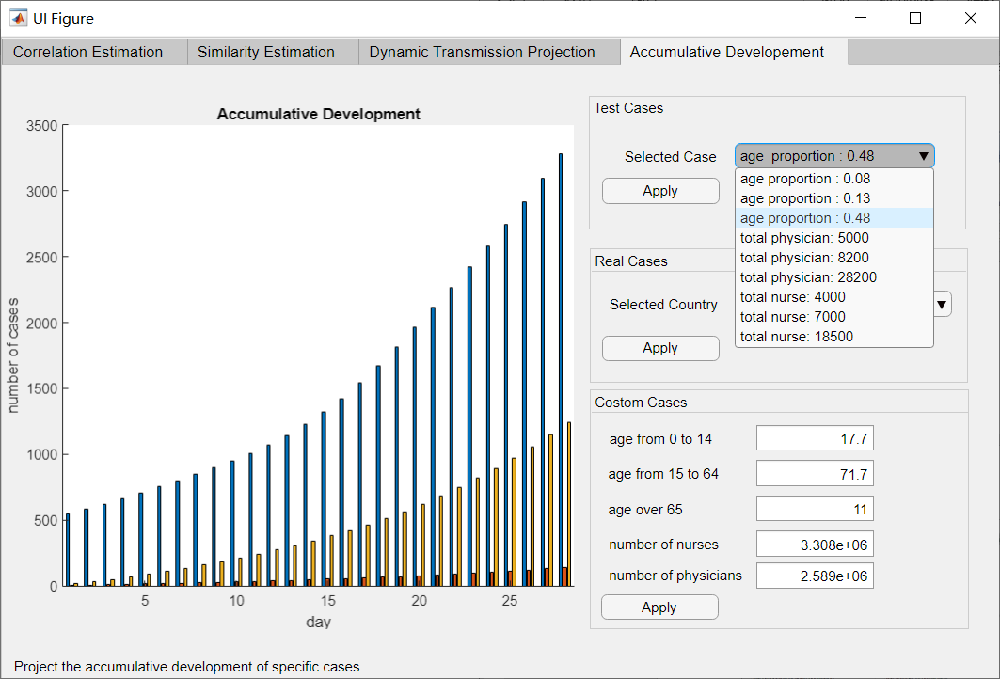 UI Figure
Correlation Estimation
Similarity Estimation
Dynamic Transmission Projection
Accumulative Developement
Accumulative Development
3500
3000
2500
2000
1500
1000
500
0
5
10
15
20
25
number of cases
day
Test Cases
Selected Case
age proportion : 0.48
Apply
age proportion : 0.08
age proportion : 0.13
age proportion : 0.48
total physician: 5000
total physician: 8200
total physician: 28200
total nurse: 4000
total nurse: 7000
total nurse: 18500
Real Cases
Selected Country
Apply
Costom Cases
age from 0 to 14
17.7
age from 15 to 64
71.7
age over 65
11
number of nurses
3.308e+06
number of physicians
2.589e+06
Apply
Project the accumulative development of specific cases